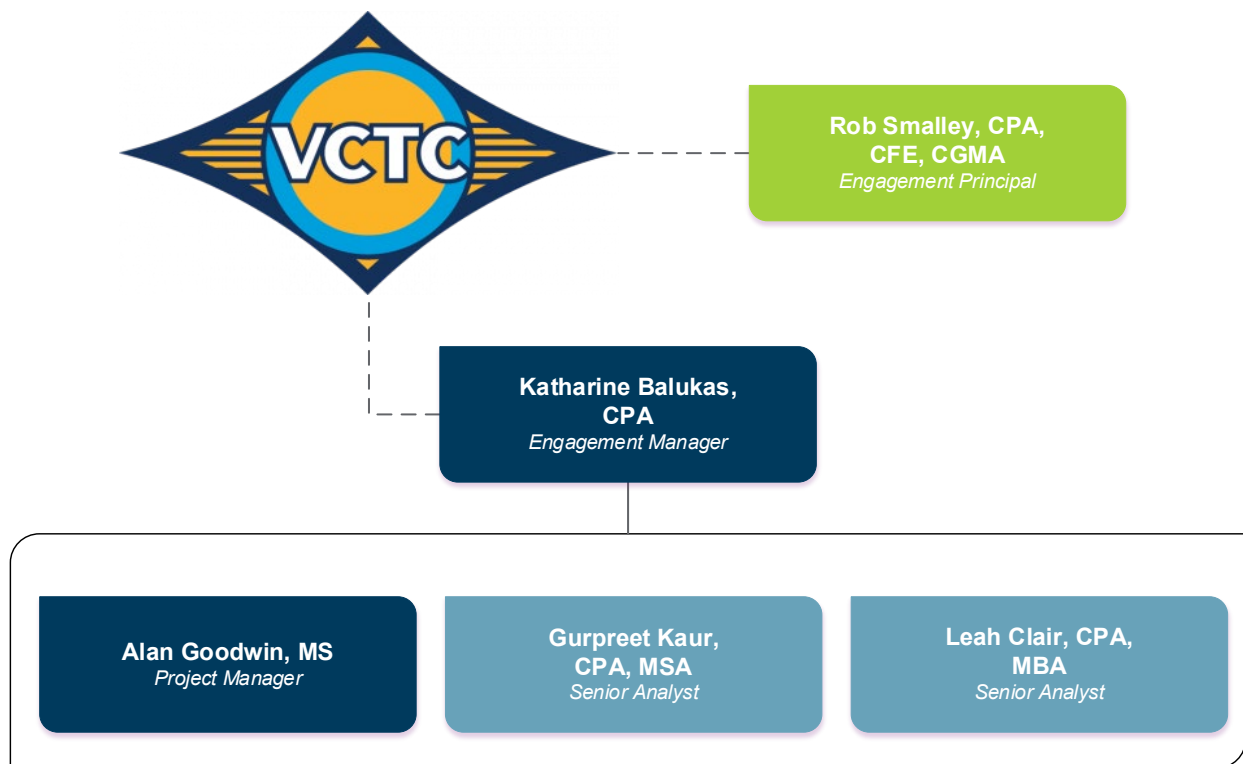 VCTC
Rob Smalley, CPA,
CFE, CGMA
Engagement Principal
Katharine Balukas,
CPA
Engagement Manager
Alan Goodwin, MS
Project Manager
Gurpreet Kaur,
CPA, MSA
Senior Analyst
Leah Clair, CPA,
MBA
Senior Analyst